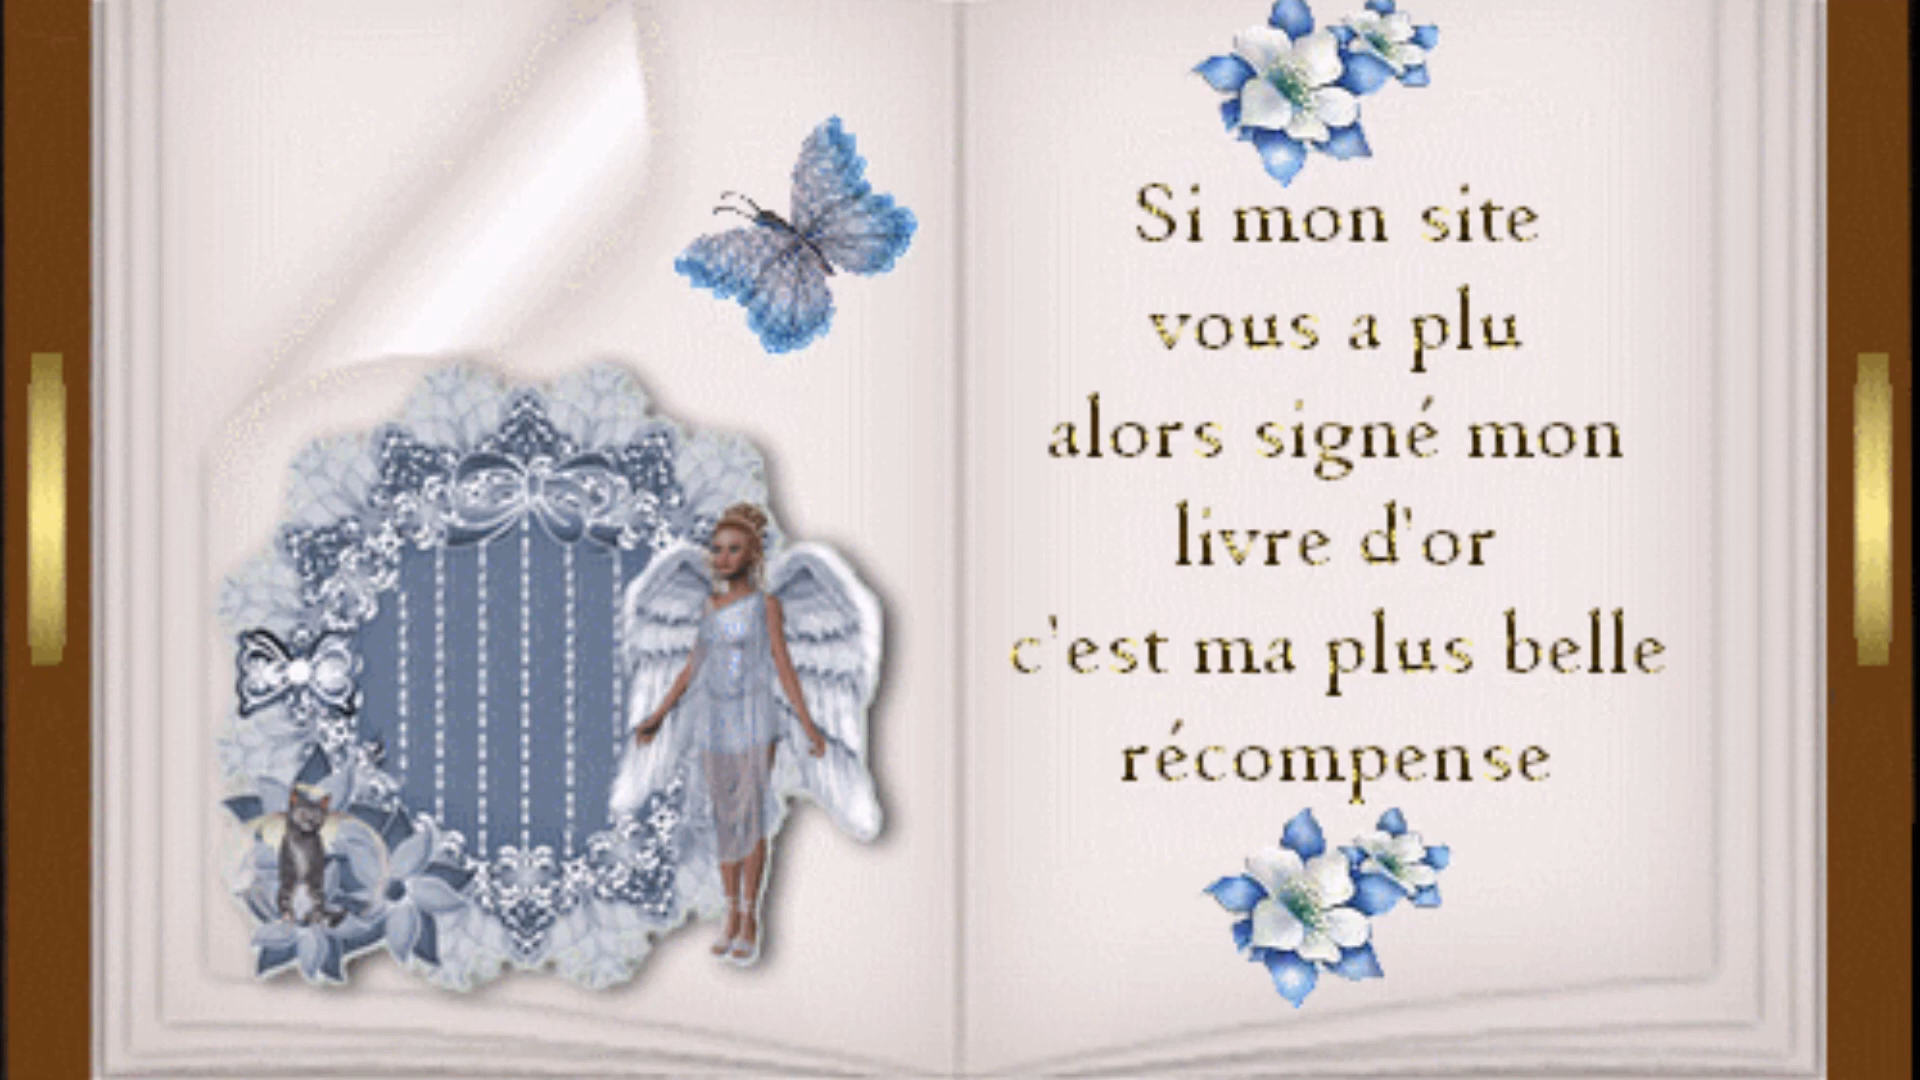 Si mon site
vous a plu
alors signé mon
livre d'or
c'est ma plus belle
récompense